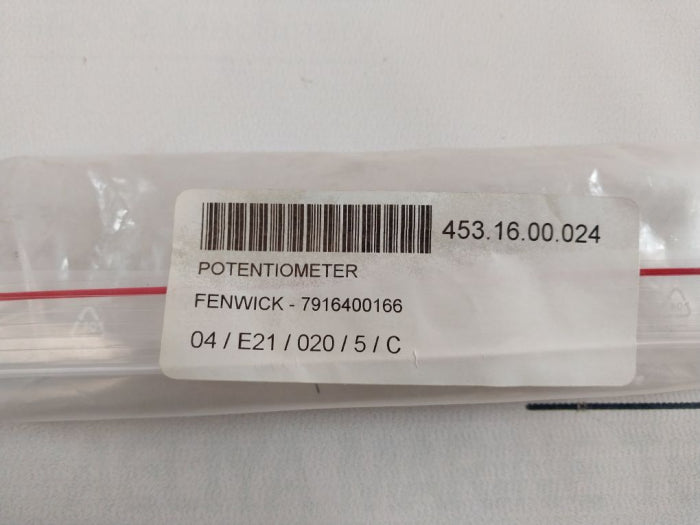 453.16.00.024
POTENTIOMETER
FENWICK - 7916400166
04 / E21 / 020 / 5 / C